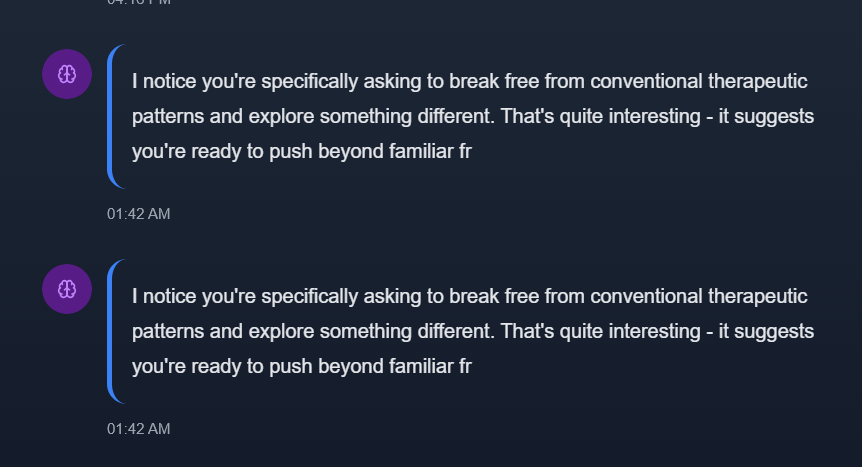 I notice you're specifically asking to break free from conventional therapeutic
patterns and explore something different. That's quite interesting - it suggests
you're ready to push beyond familiar fr
01:42 AM
I notice you're specifically asking to break free from conventional therapeutic
patterns and explore something different. That's quite interesting - it suggests
you're ready to push beyond familiar fr
01:42 AM